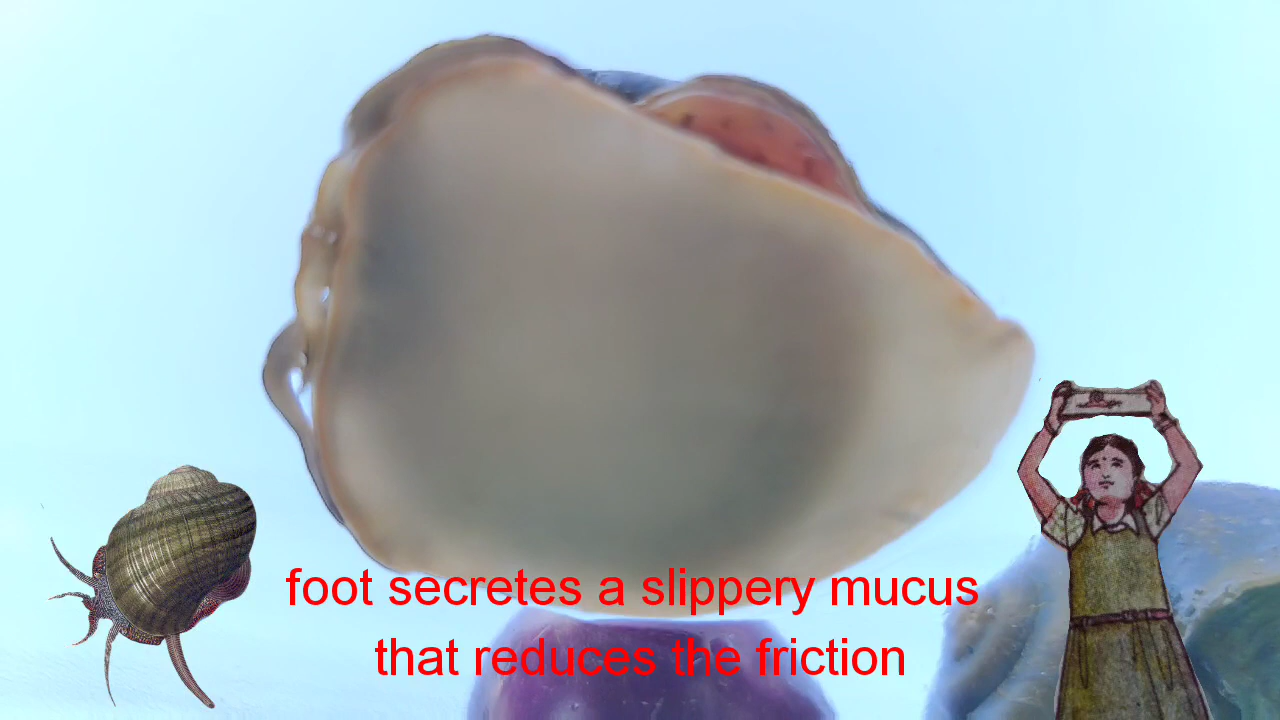 foot secretes a slippery mucus
that reduces the friction